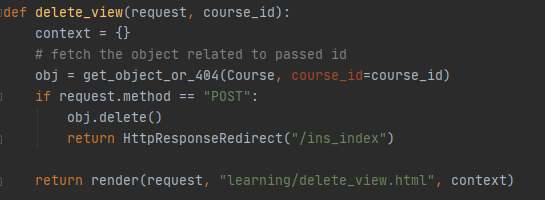 def delete_view(request, course_id):
    context = {}
    # fetch the object related to passed id
    obj = get_object_or_404(Course, course_id=course_id)
    if request.method == "POST":
        obj.delete()
        return HttpResponseRedirect("/ins_index")

    return render(request, "learning/delete_view.html", context)